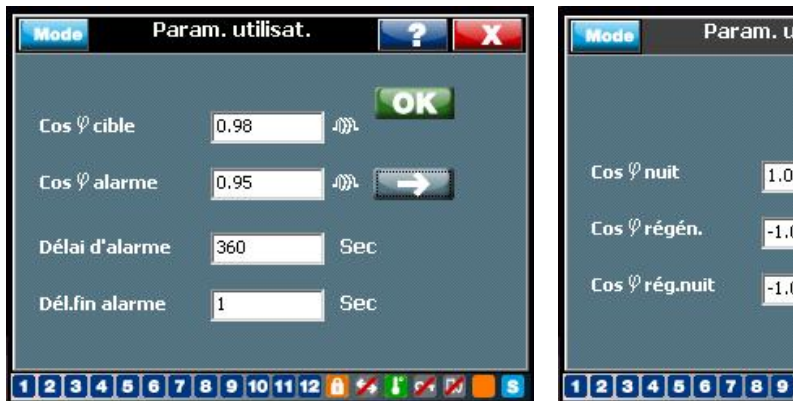 Mode Param. utilisat. ? X
OK
Cos φ cible 0.98
Cos φ alarme 0.95
Délai d'alarme 360 Sec
Dél.fin alarme 1 Sec
1 2 3 4 5 6 7 8 9 10 11 12 S
Mode Param. u
Cos φ nuit 1.0
Cos φ régén. -1.0
Cos φ rég.nuit -1.0
1 2 3 4 5 6 7 8 9